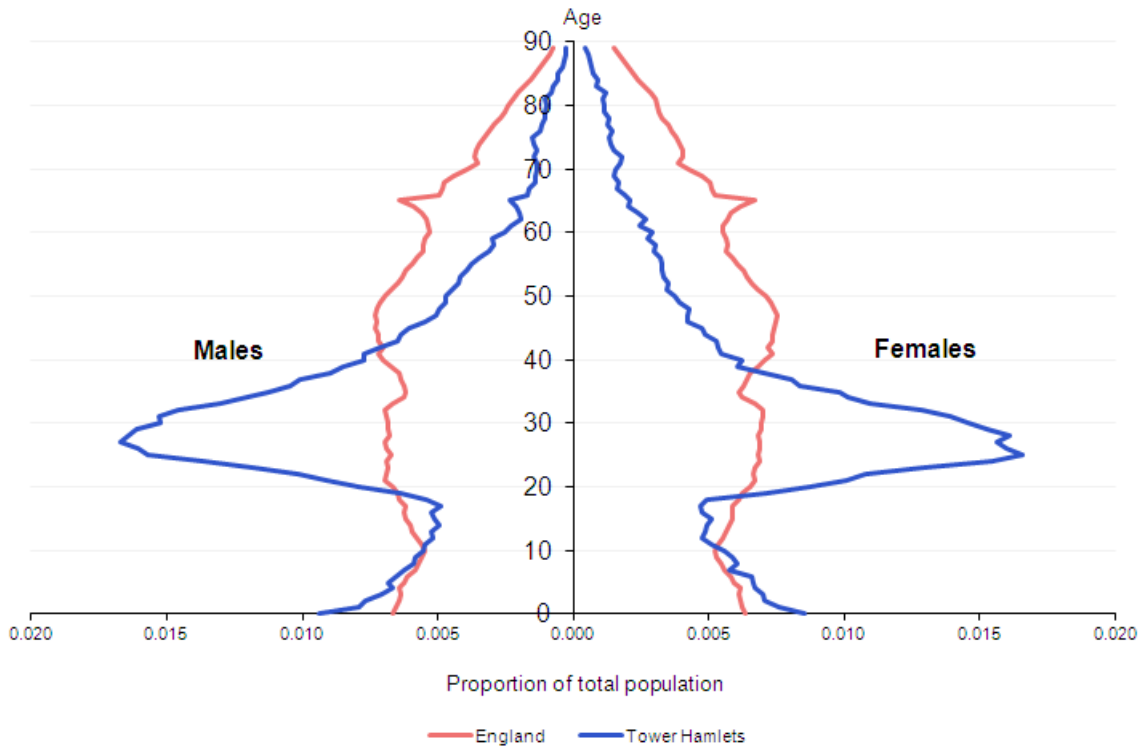 Age
90
80
70
60
50
40
30
20
10
0
Males
Females
0.020 0.015 0.010 0.005 0.000 0.005 0.010 0.015 0.020
Proportion of total population
England Tower Hamlets